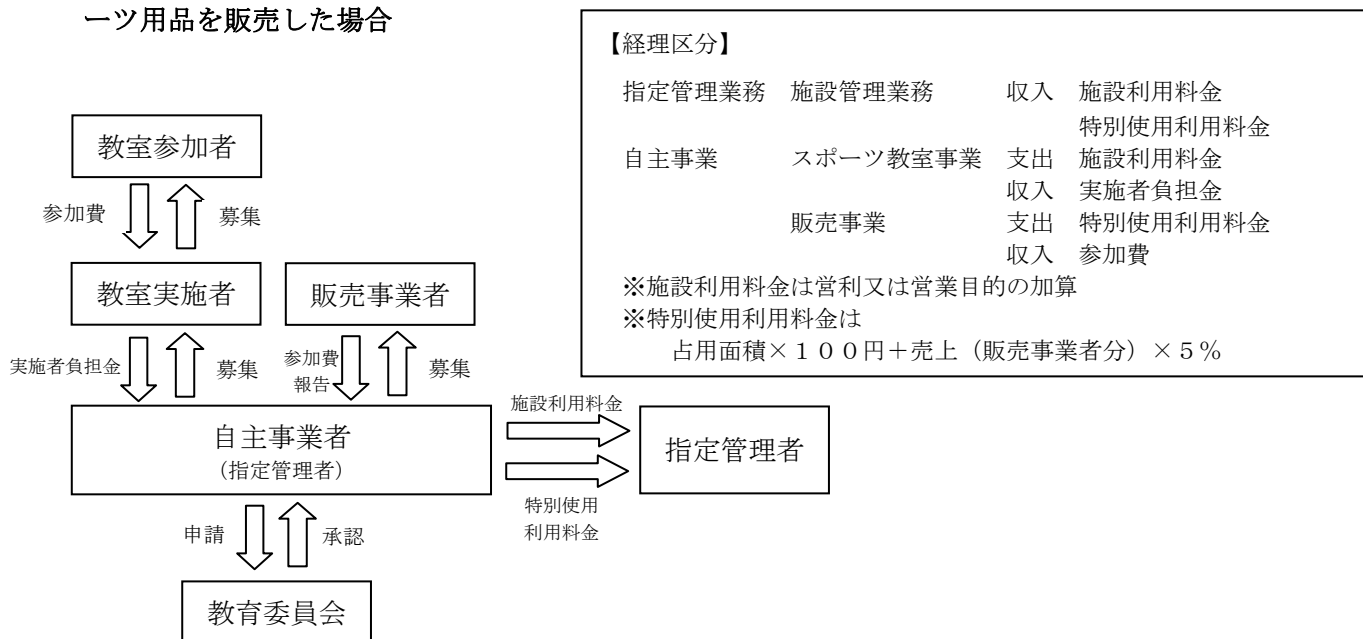 ーツ用品を販売した場合
【経理区分】
指定管理業務 施設管理業務 収入 施設利用料金
特別使用利用料金
自主事業 スポーツ教室事業 支出 施設利用料金
収入 実施者負担金
販売事業 支出 特別使用利用料金
収入 参加費
※施設利用料金は営利又は営業目的の加算
※特別使用利用料金は
占用面積×１００円＋売上（販売事業者分）×５％
教室参加者
参加費 募集
教室実施者 販売事業者
実施者負担金 募集 参加費 募集
報告
自主事業者
（指定管理者）
施設利用料金
指定管理者
特別使用
利用料金
申請 承認
教育委員会